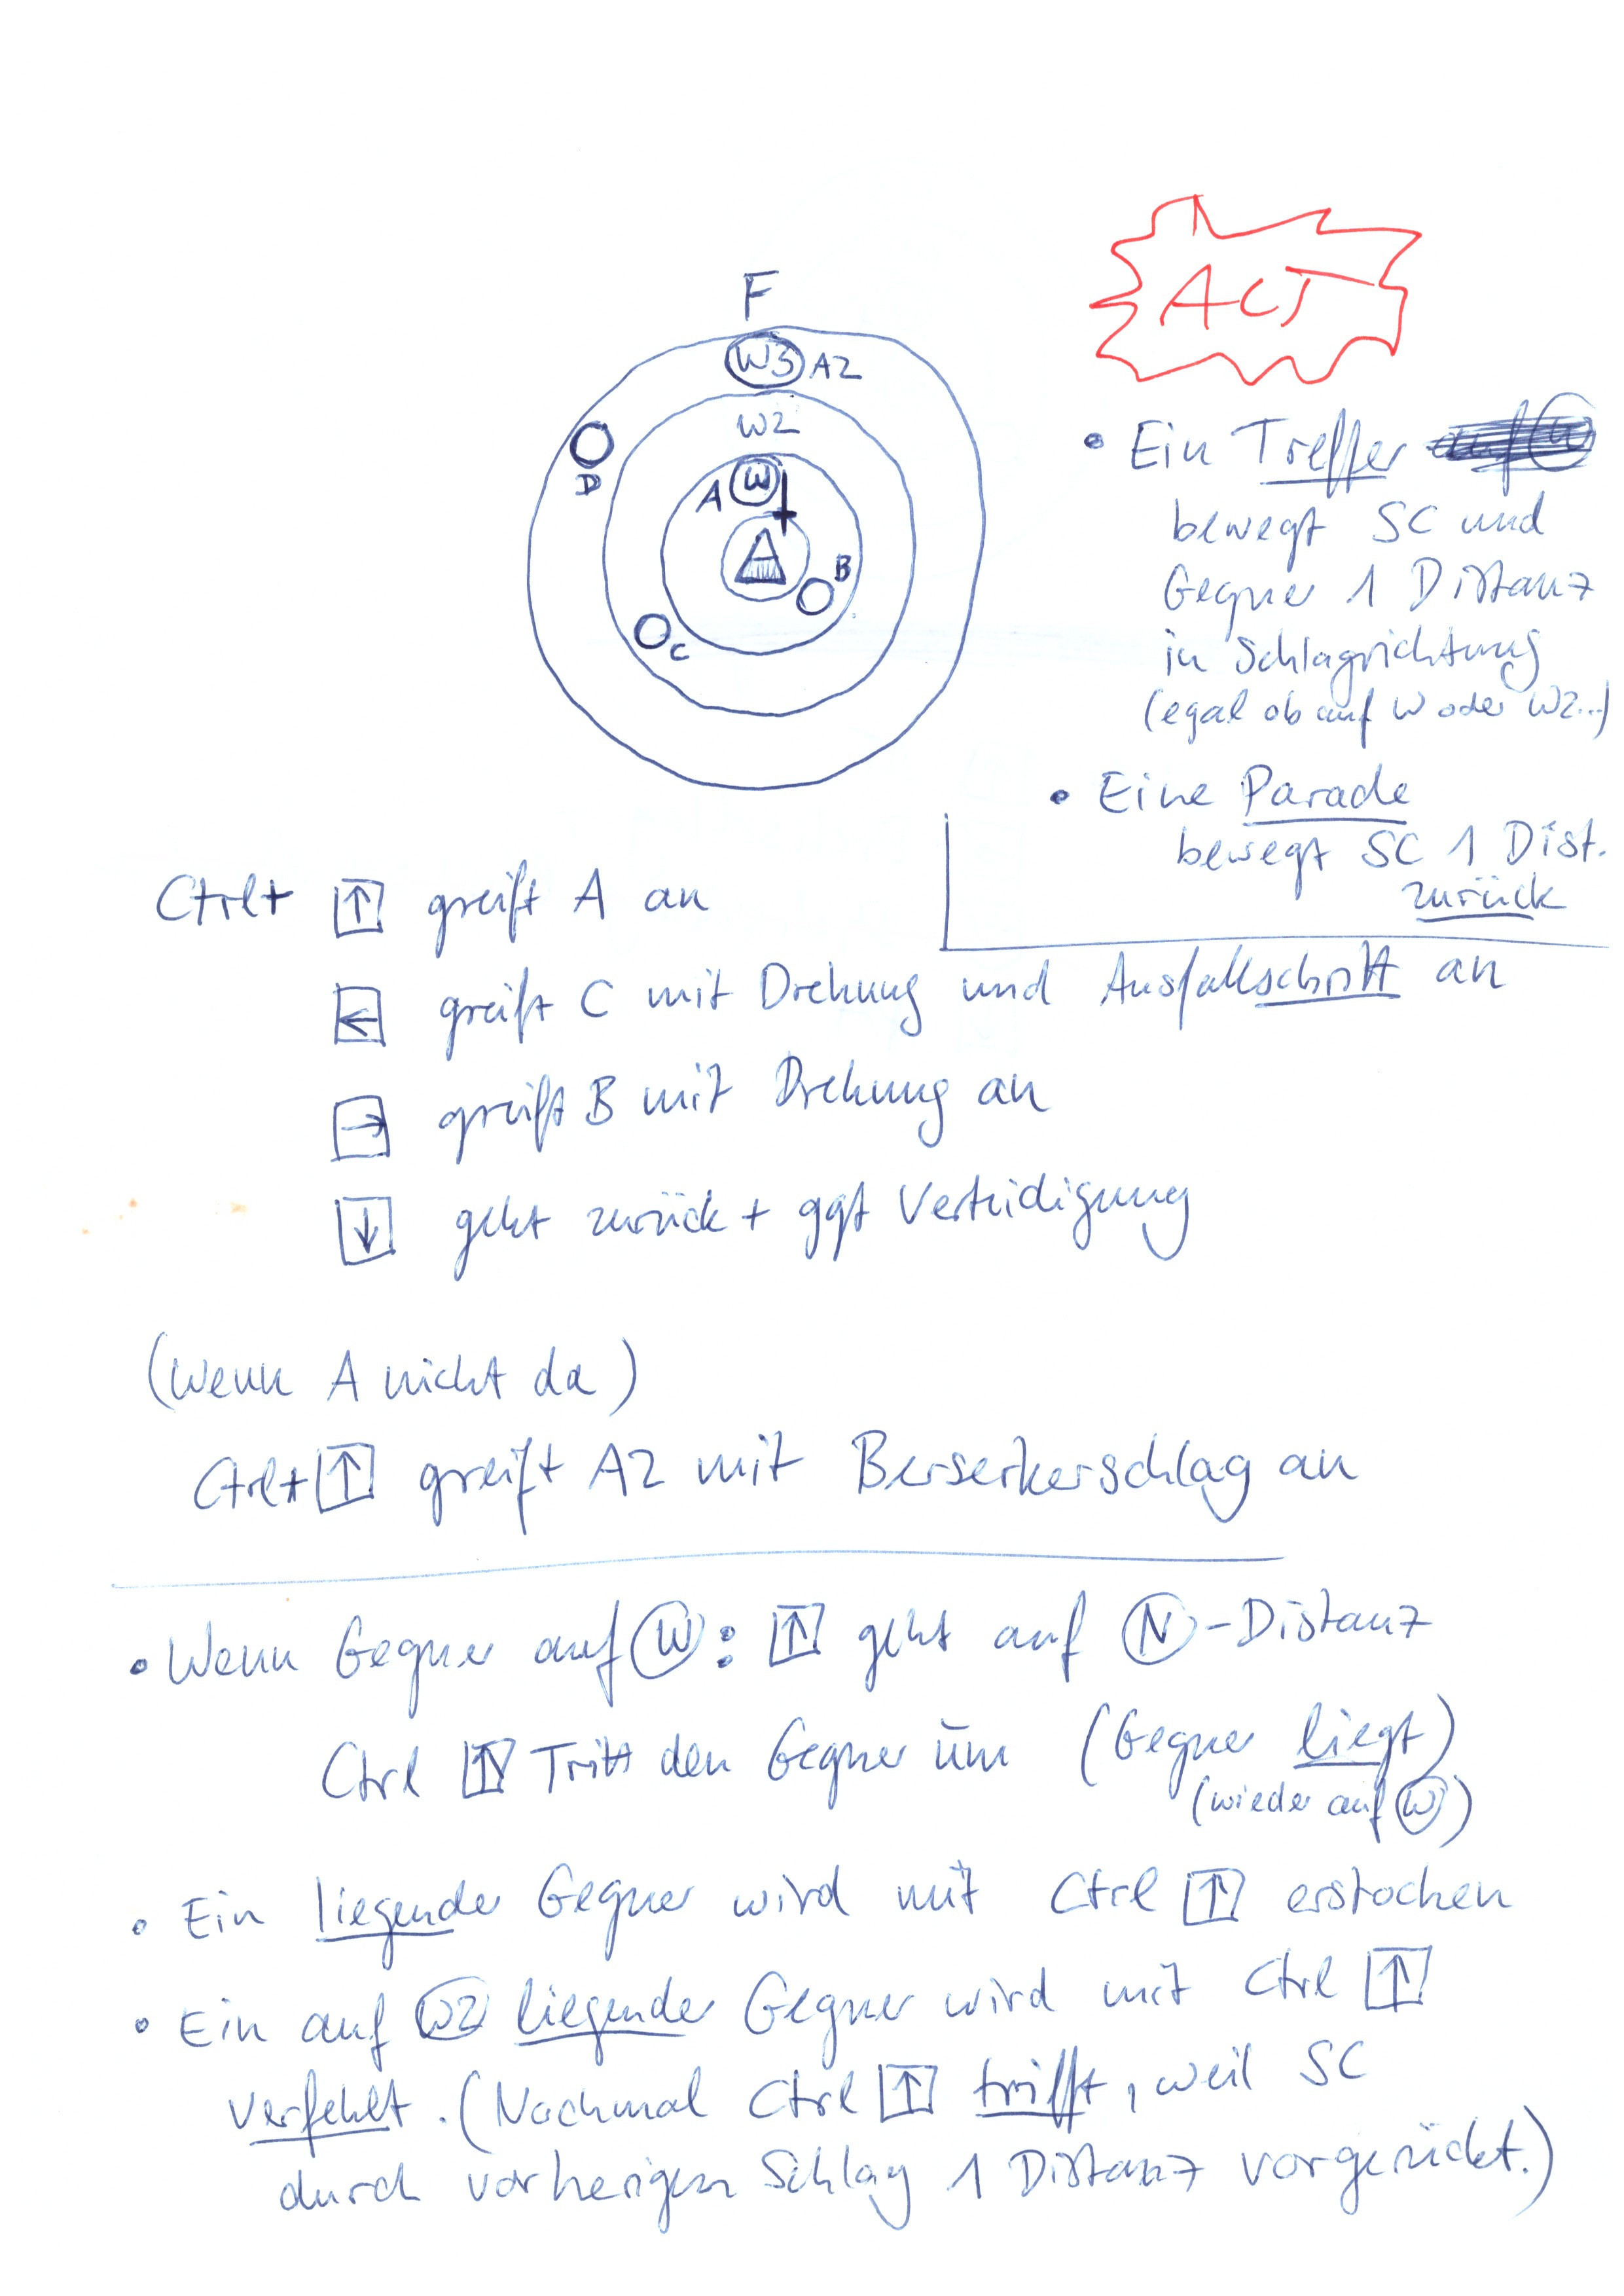 F
W3 A2
W2
D
A W
B
C
ACT
• Ein Treffer
bewegt SC und
Gegner 1 Distanz
in Schlagrichtung
(egal ob auf W oder W2...)
• Eine Parade
bewegt SC 1 Dist.
zurück
Ctrl+ ↑ greift A an
← greift C mit Drehung und Ausfallschritt an
→ greift B mit Drehung an
↓ geht zurück + ggf Verteidigung
(Wenn A nicht da)
Ctrl+ ↑ greift A2 mit Berserkerschlag an
• Wenn Gegner auf W: ↑ geht auf N-Distanz
Ctrl ↑ Tritt den Gegner um (Gegner liegt)
(wieder auf W)
• Ein liegender Gegner wird mit Ctrl ↑ erstochen
• Ein auf W2 liegender Gegner wird mit Ctrl ↑
verfehlt. (Nochmal Ctrl ↑ trifft, weil SC
durch vorherigen Schlag 1 Distanz vorgerückt.)